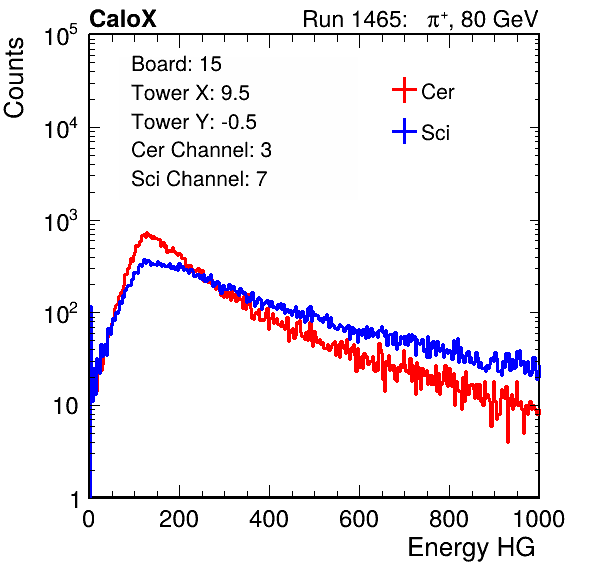 CaloX Run 1465: π⁺, 80 GeV
Counts
Board: 15
Tower X: 9.5
Tower Y: -0.5
Cer Channel: 3
Sci Channel: 7
Cer
Sci
10⁵
10⁴
10³
10²
10
1
0 200 400 600 800 1000
Energy HG